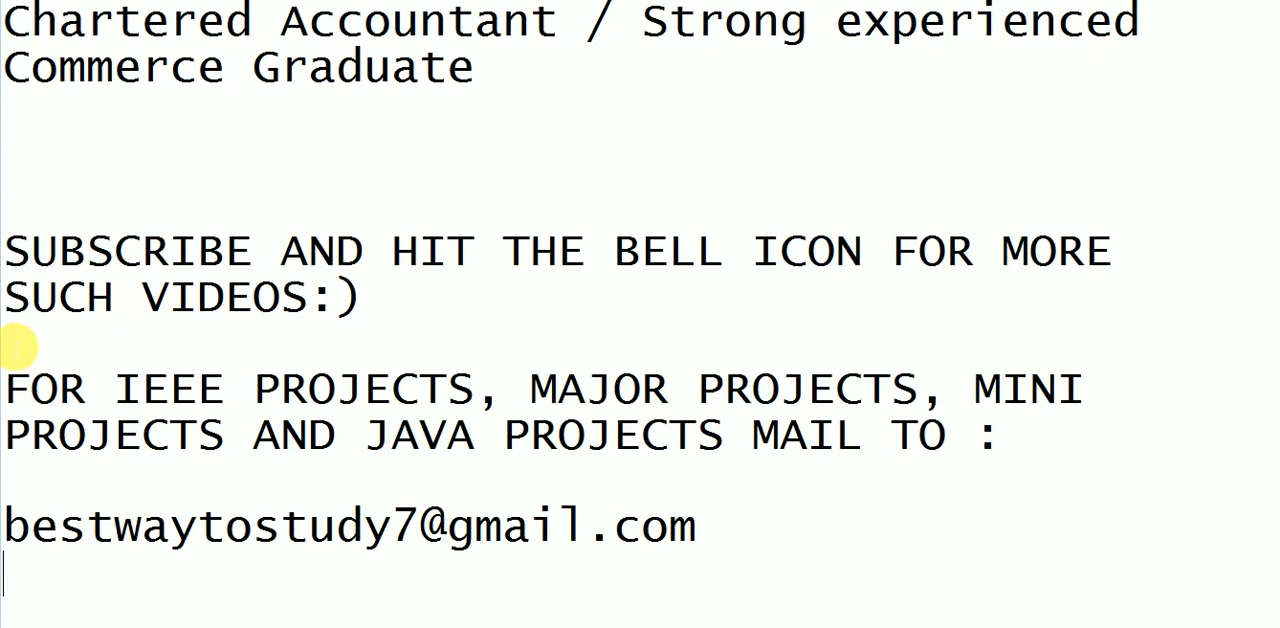 Chartered Accountant / Strong experienced
Commerce Graduate
SUBSCRIBE AND HIT THE BELL ICON FOR MORE
SUCH VIDEOS:)
FOR IEEE PROJECTS, MAJOR PROJECTS, MINI
PROJECTS AND JAVA PROJECTS MAIL TO :
bestwaytostudy7@gmail.com